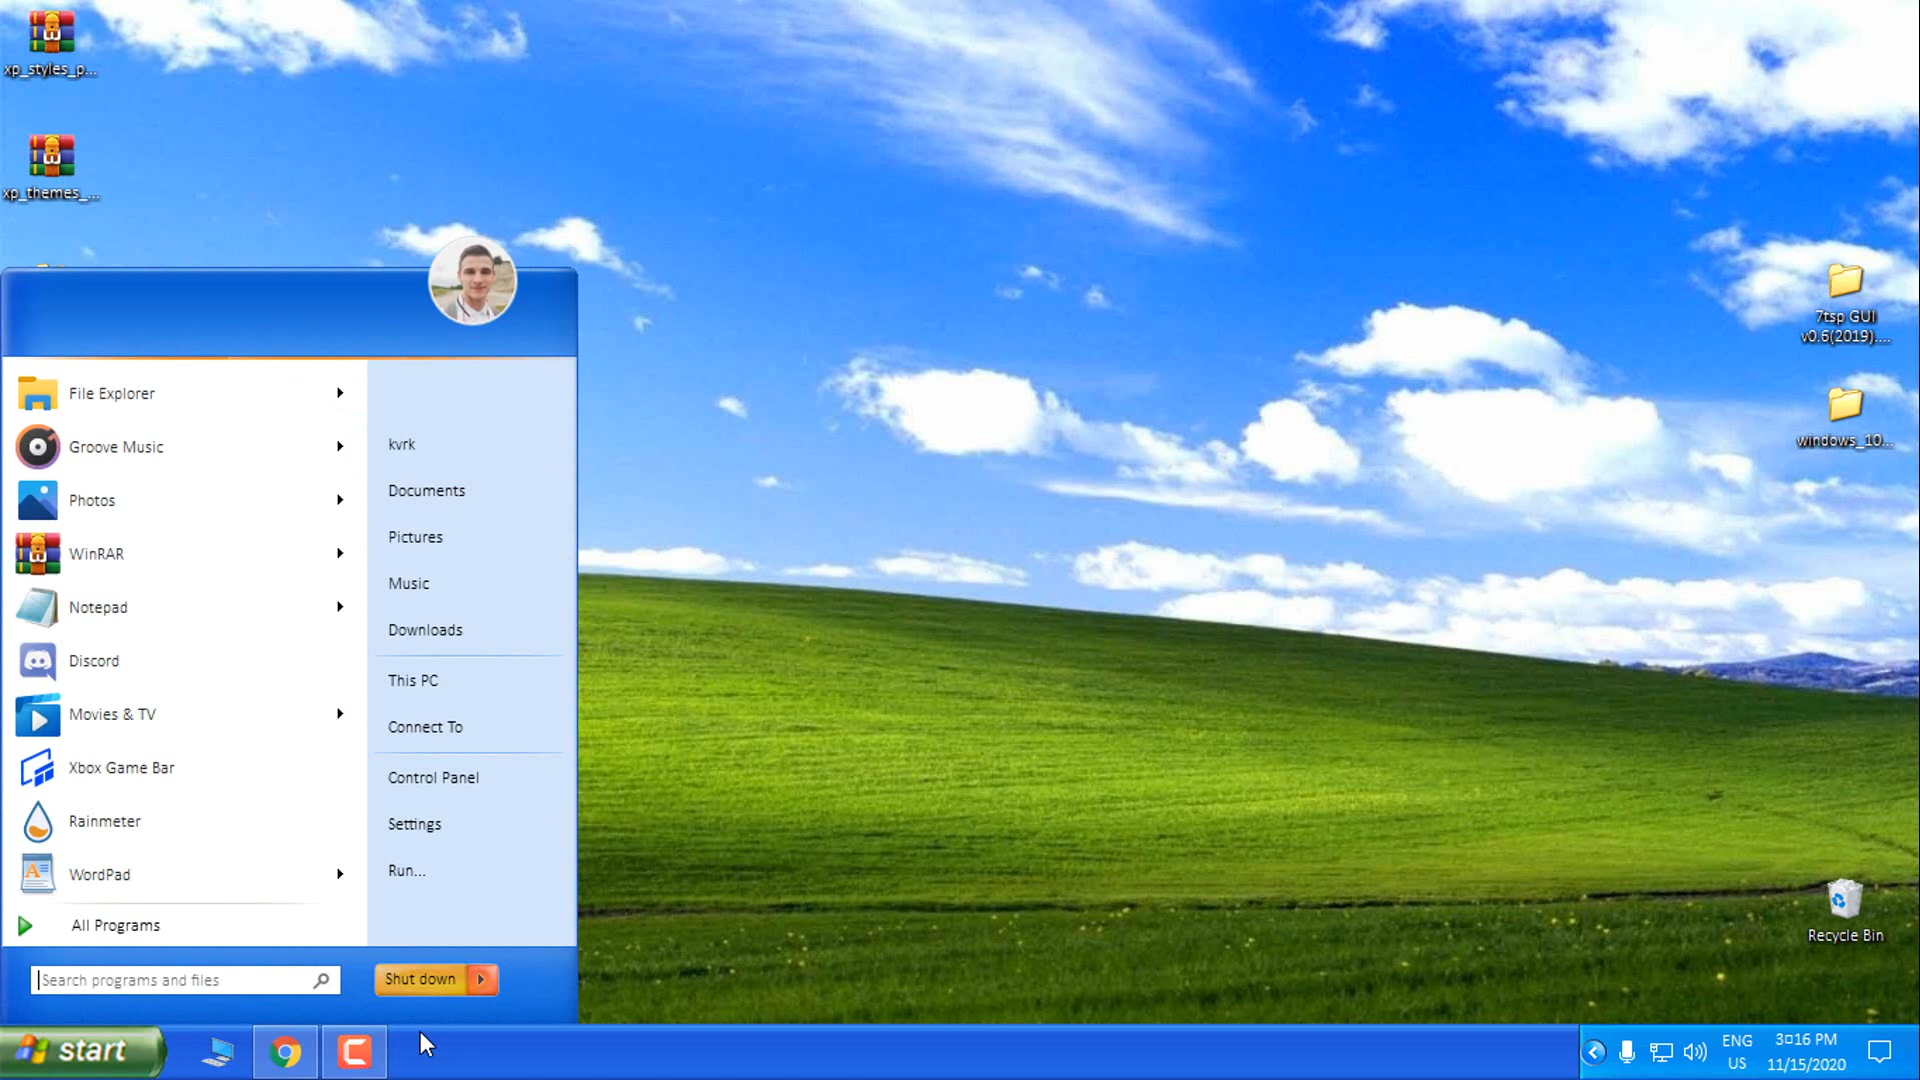 xp_styles_p...
xp_themes_...
7tsp GUI
v0.6(2019)....
windows_10...
Recycle Bin
File Explorer
Groove Music
Photos
WinRAR
Notepad
Discord
Movies & TV
Xbox Game Bar
Rainmeter
WordPad
All Programs
kvrk
Documents
Pictures
Music
Downloads
This PC
Connect To
Control Panel
Settings
Run...
Search programs and files
Shut down
start
ENG
US
3□16 PM
11/15/2020